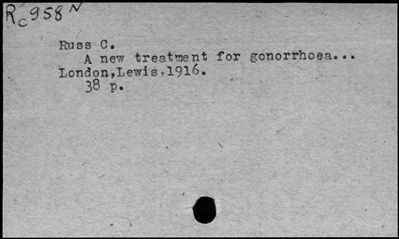 Rc958N
Russ C.
A new treatment for gonorrhoea...
London,Lewis,1916.
38 p.